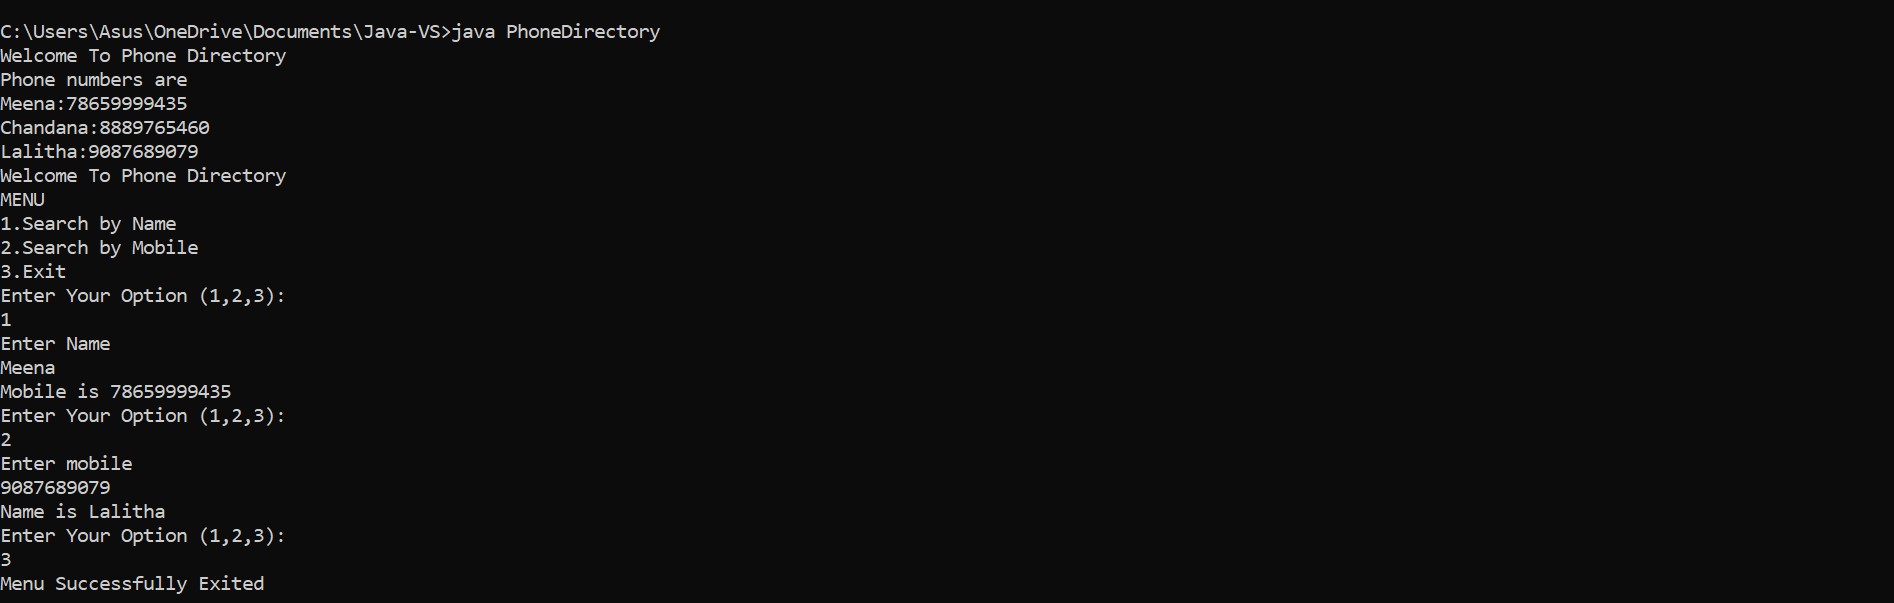 C:\Users\Asus\OneDrive\Documents\Java-VS>java PhoneDirectory
Welcome To Phone Directory
Phone numbers are
Meena:78659999435
Chandana:8889765460
Lalitha:9087689079
Welcome To Phone Directory
MENU
1.Search by Name
2.Search by Mobile
3.Exit
Enter Your Option (1,2,3):
1
Enter Name
Meena
Mobile is 78659999435
Enter Your Option (1,2,3):
2
Enter mobile
9087689079
Name is Lalitha
Enter Your Option (1,2,3):
3
Menu Successfully Exited